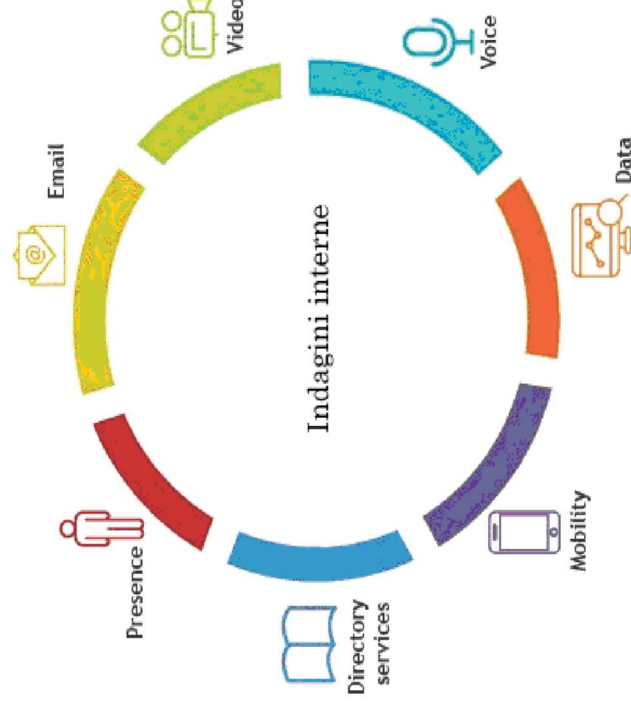 Email
Presence
Video
Indagini interne
Directory
services
Voice
Mobility
Data